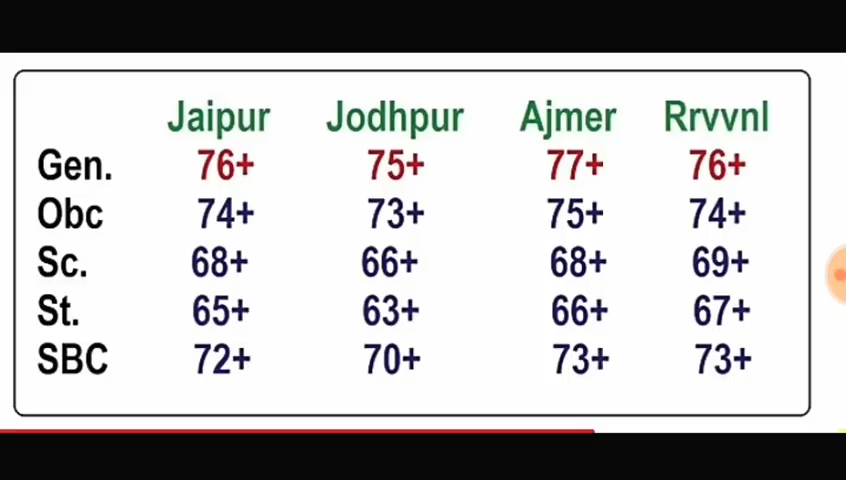 Jaipur Jodhpur Ajmer Rrvvnl
Gen. 76+ 75+ 77+ 76+
Obc 74+ 73+ 75+ 74+
Sc. 68+ 66+ 68+ 69+
St. 65+ 63+ 66+ 67+
SBC 72+ 70+ 73+ 73+